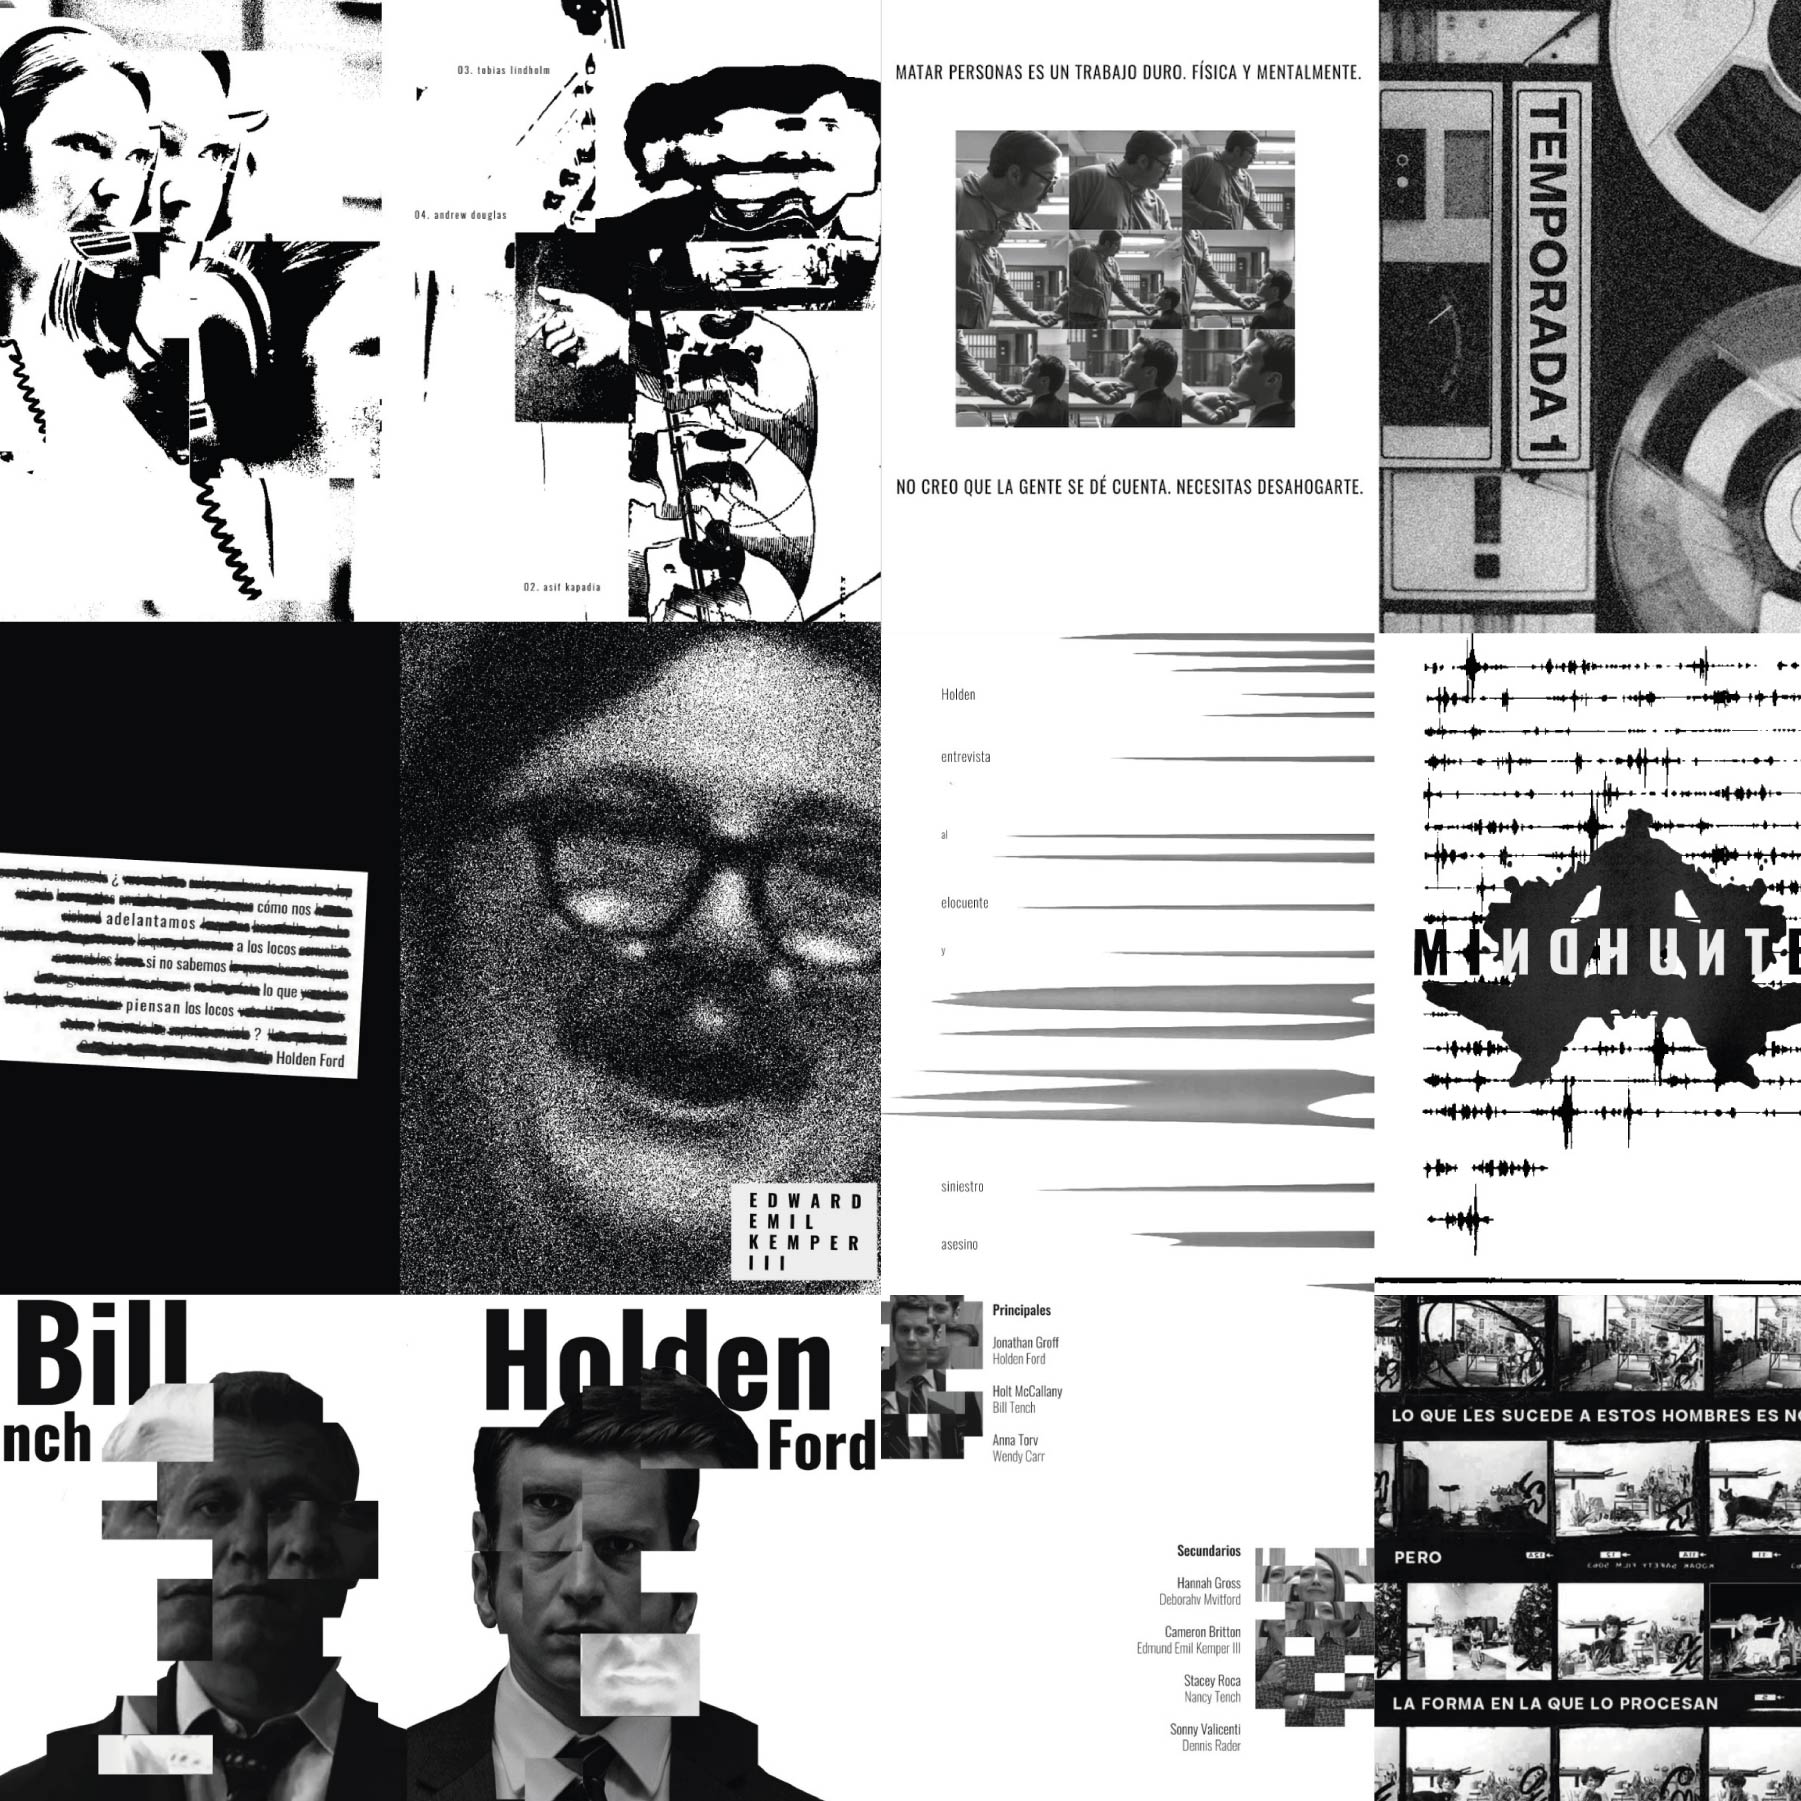 03. tobias lindholm
04. andrew douglas
02. asif kapadia
MATAR PERSONAS ES UN TRABAJO DURO. FÍSICA Y MENTALMENTE.
NO CREO QUE LA GENTE SE DÉ CUENTA. NECESITAS DESAHOGARTE.
TEMPORADA 1
¿
cómo nos
adelantamos
a los locos
si no sabemos
lo que
piensan los locos
?
Holden Ford
EDWARD
EMIL
KEMPER
III
Holden
entrevista
al
elocuente
y
siniestro
asesino
MINDHUNTE
Bill
nch
Holden
Ford
Principales
Jonathan Groff
Holden Ford
Holt McCallany
Bill Tench
Anna Torv
Wendy Carr
Secundarios
Hannah Gross
Deborahv Mvitford
Cameron Britton
Edmund Emil Kemper III
Stacey Roca
Nancy Tench
Sonny Valicenti
Dennis Rader
LO QUE LES SUCEDE A ESTOS HOMBRES ES NO
PERO
KODAK SAFETY FILM 5063
LA FORMA EN LA QUE LO PROCESAN